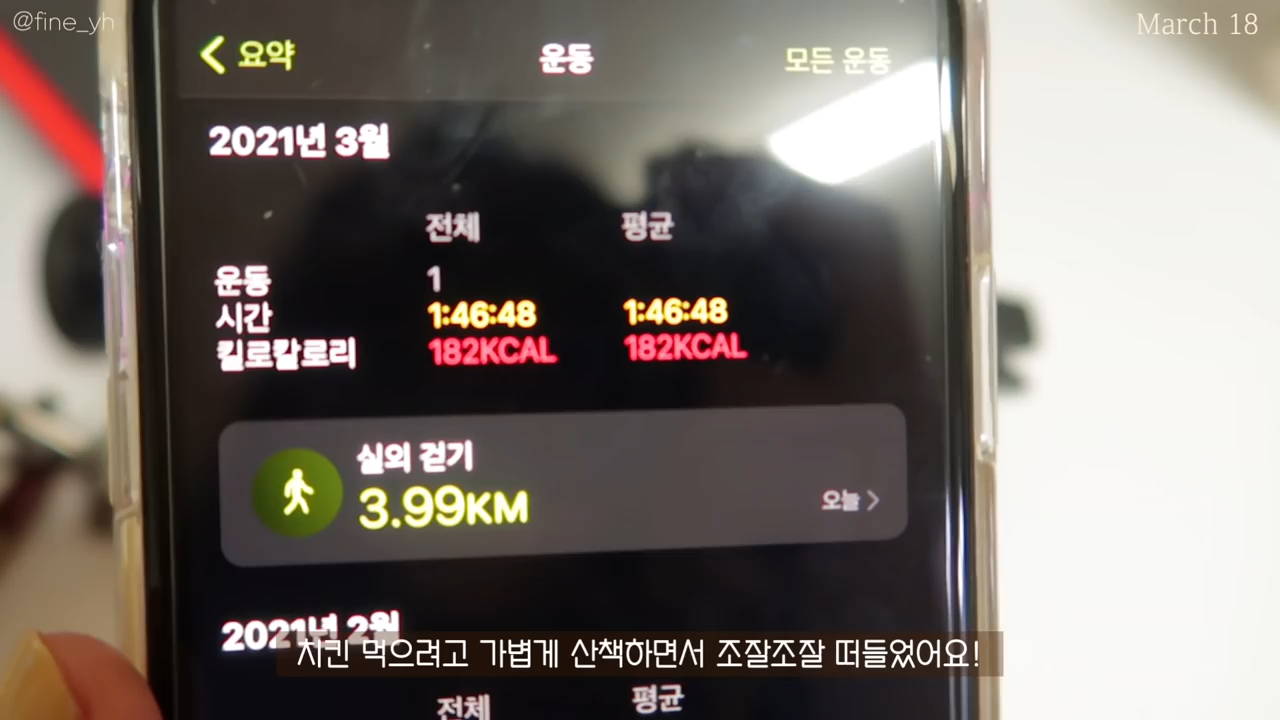 @fine_yh
March 18
요약 운동 모든 운동
2021년 3월
전체 평균
운동 1
시간 1:46:48 1:46:48
킬로칼로리 182KCAL 182KCAL
실외 걷기
3.99KM
오늘
2021년 2월
치킨 먹으려고 가볍게 산책하면서 조잘조잘 떠들었어요!
전체 평균